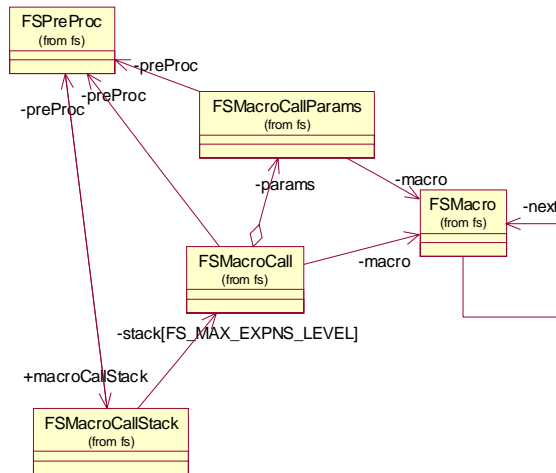 FSPreProc
(from fs)
-preProc
-preProc
-preProc
FSMacroCallParams
(from fs)
-params
-macro
FSMacro
(from fs)
-next
FSMacroCall
(from fs)
-macro
-stack[FS_MAX_EXPNS_LEVEL]
+macroCallStack
FSMacroCallStack
(from fs)